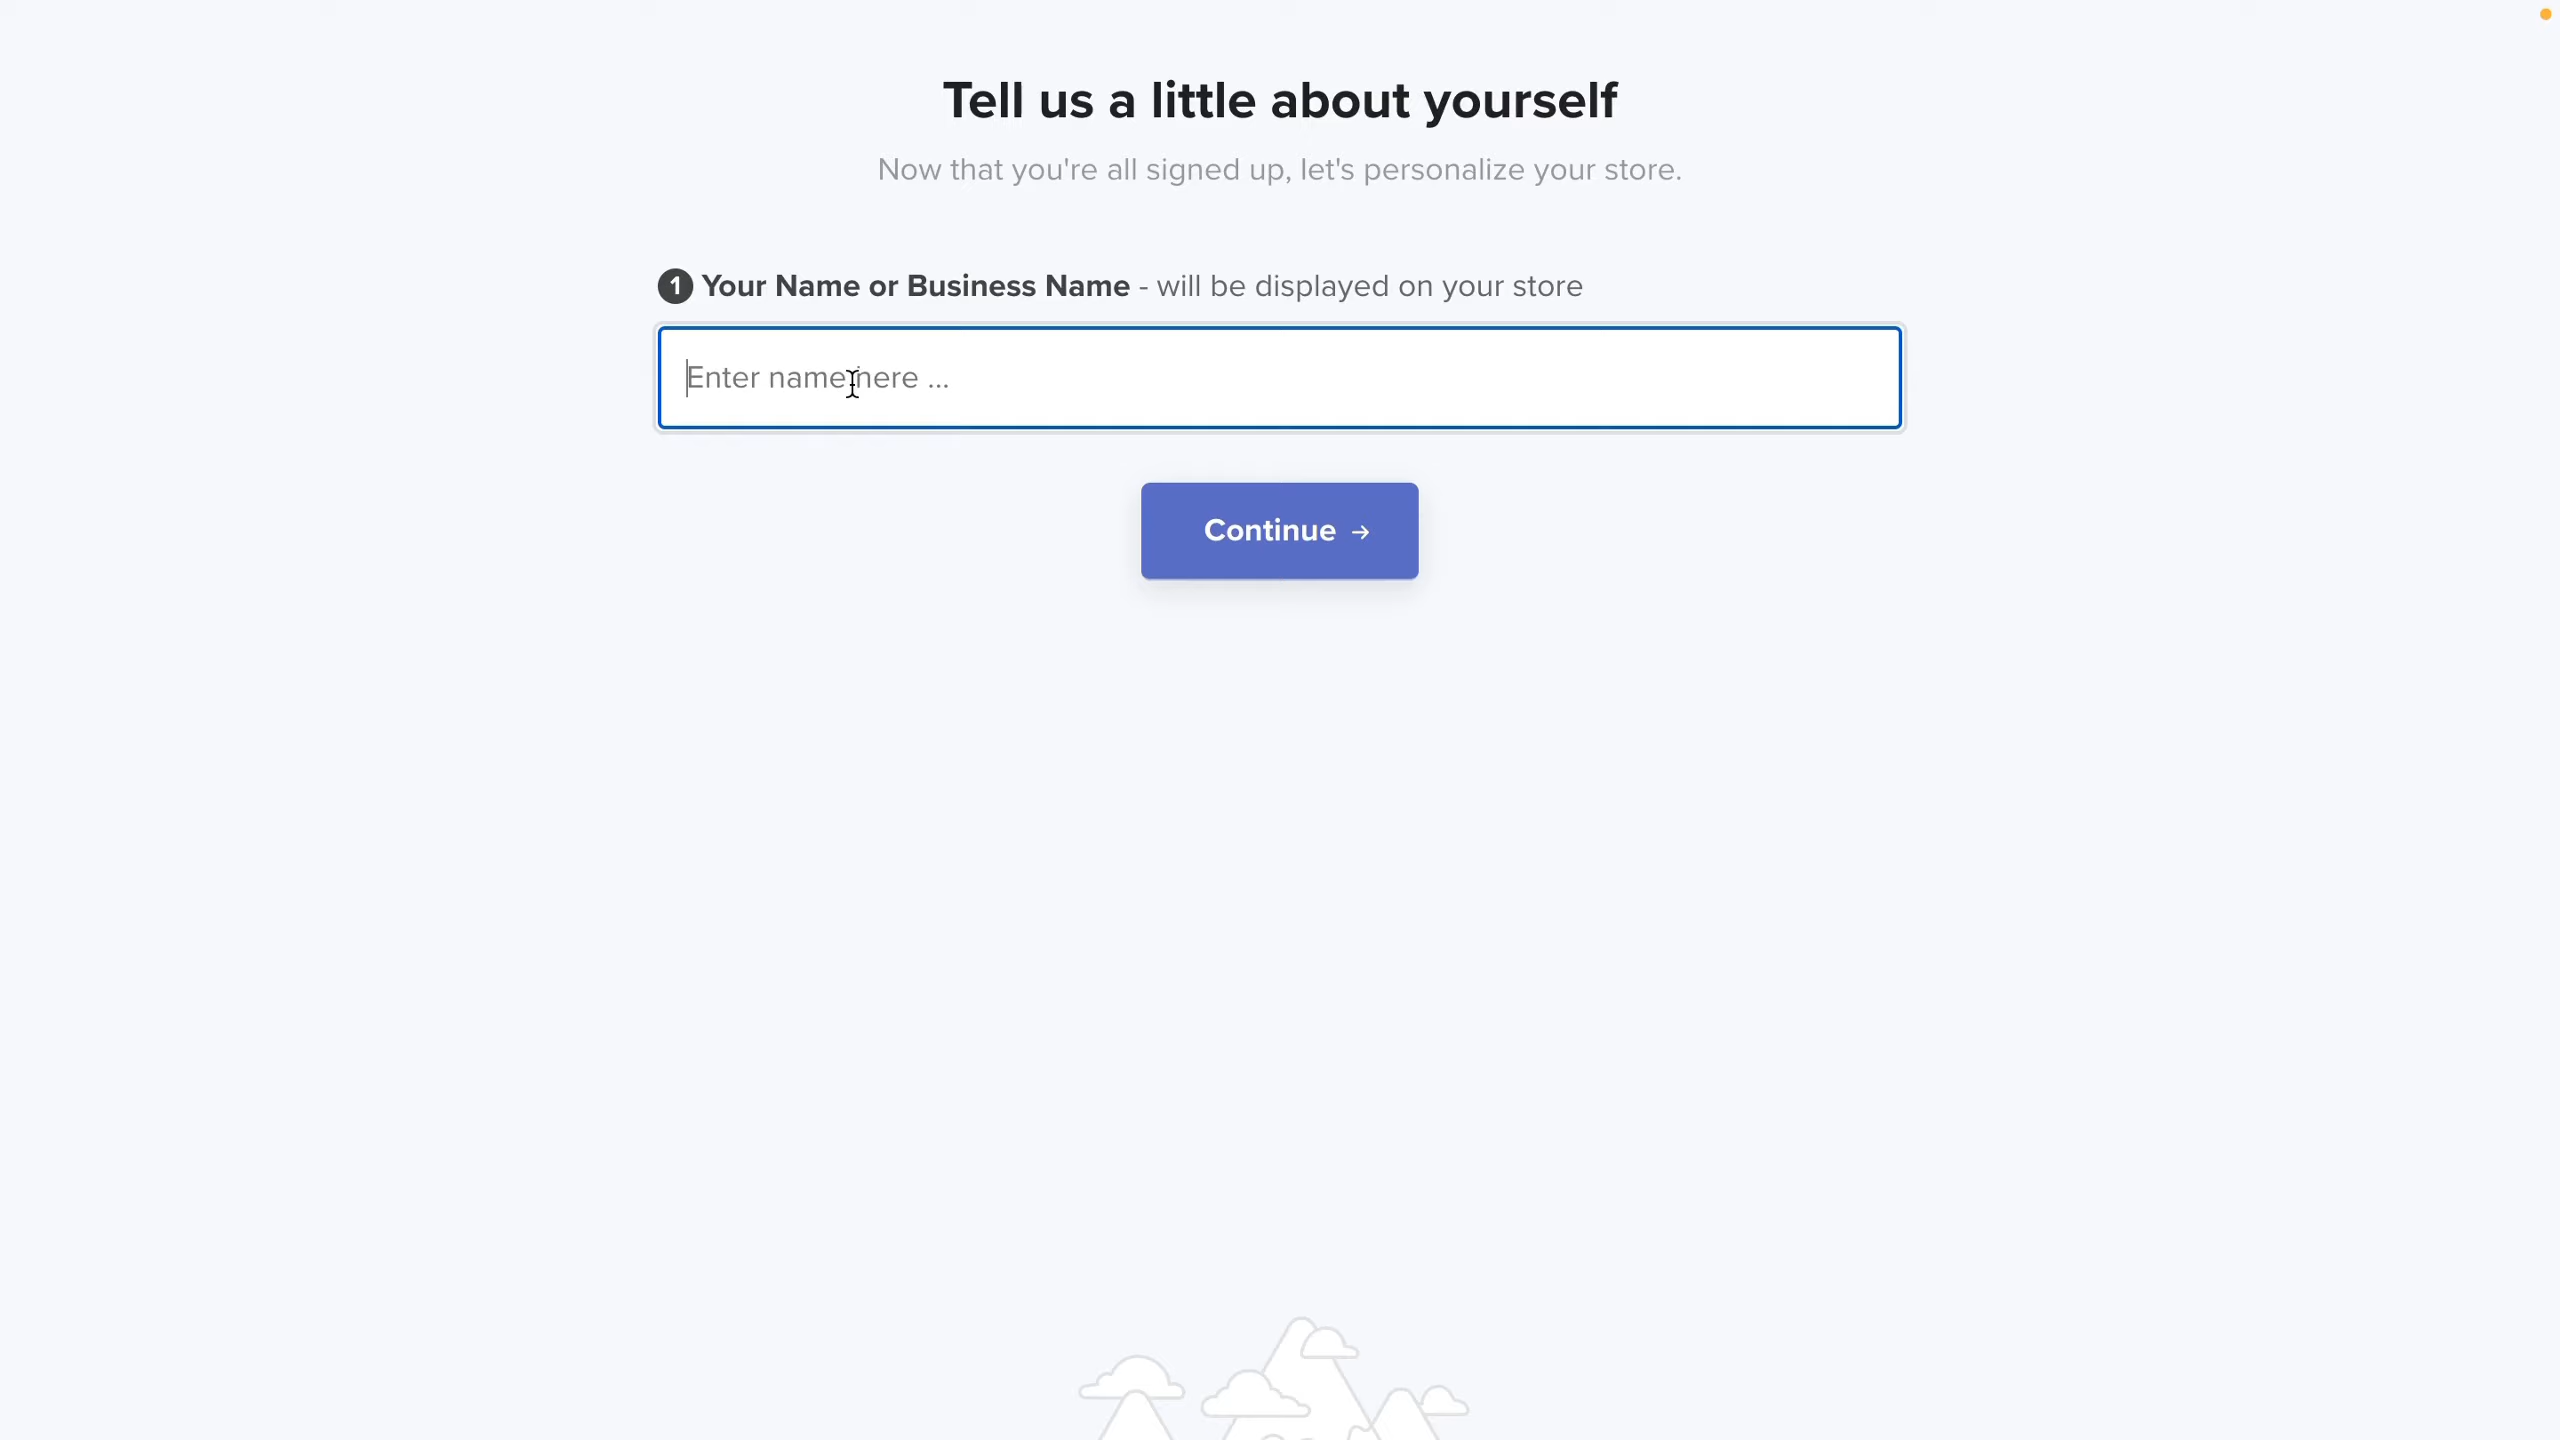 Tell us a little about yourself
Now that you're all signed up, let's personalize your store.
1 Your Name or Business Name - will be displayed on your store
Enter name here ...
Continue →